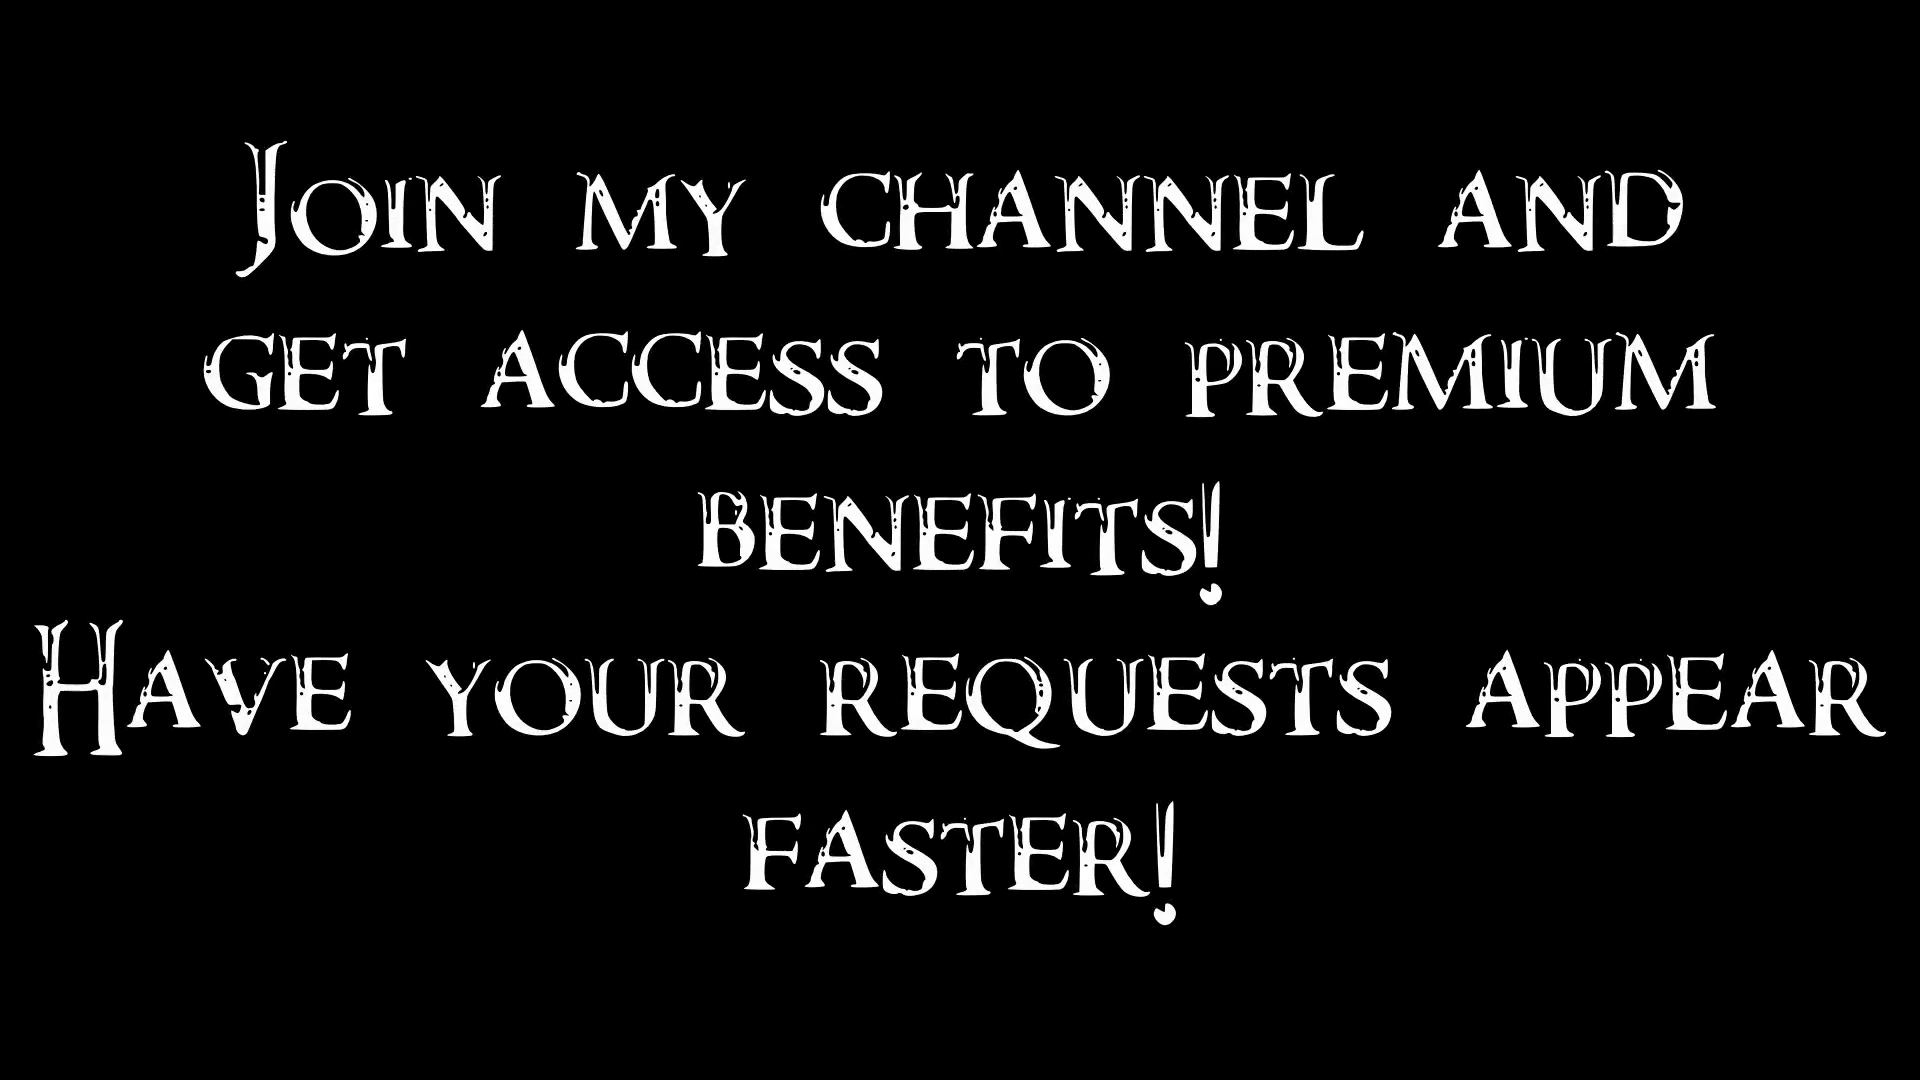 Join my channel and
get access to premium
benefits!
Have your requests appear
faster!